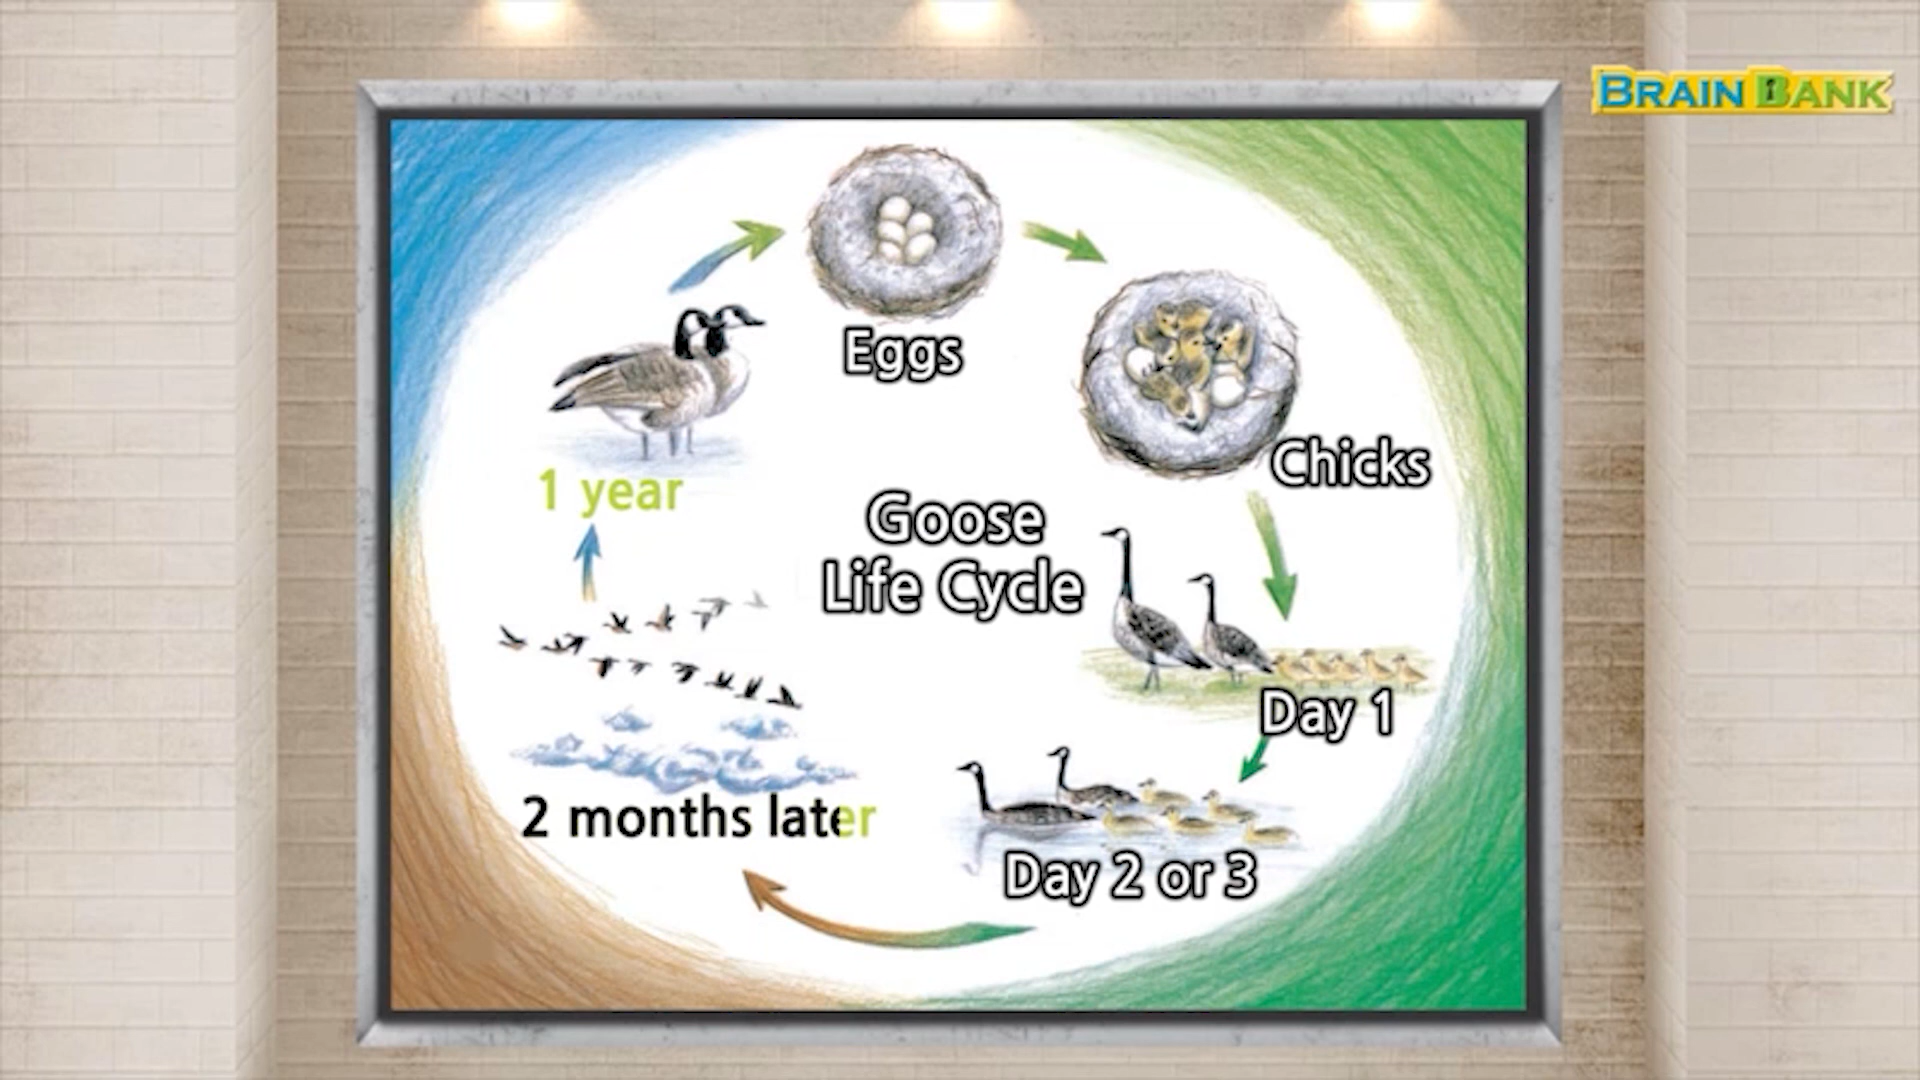 BRAIN BANK
Eggs
Chicks
1 year
Goose
Life Cycle
Day 1
2 months later
Day 2 or 3